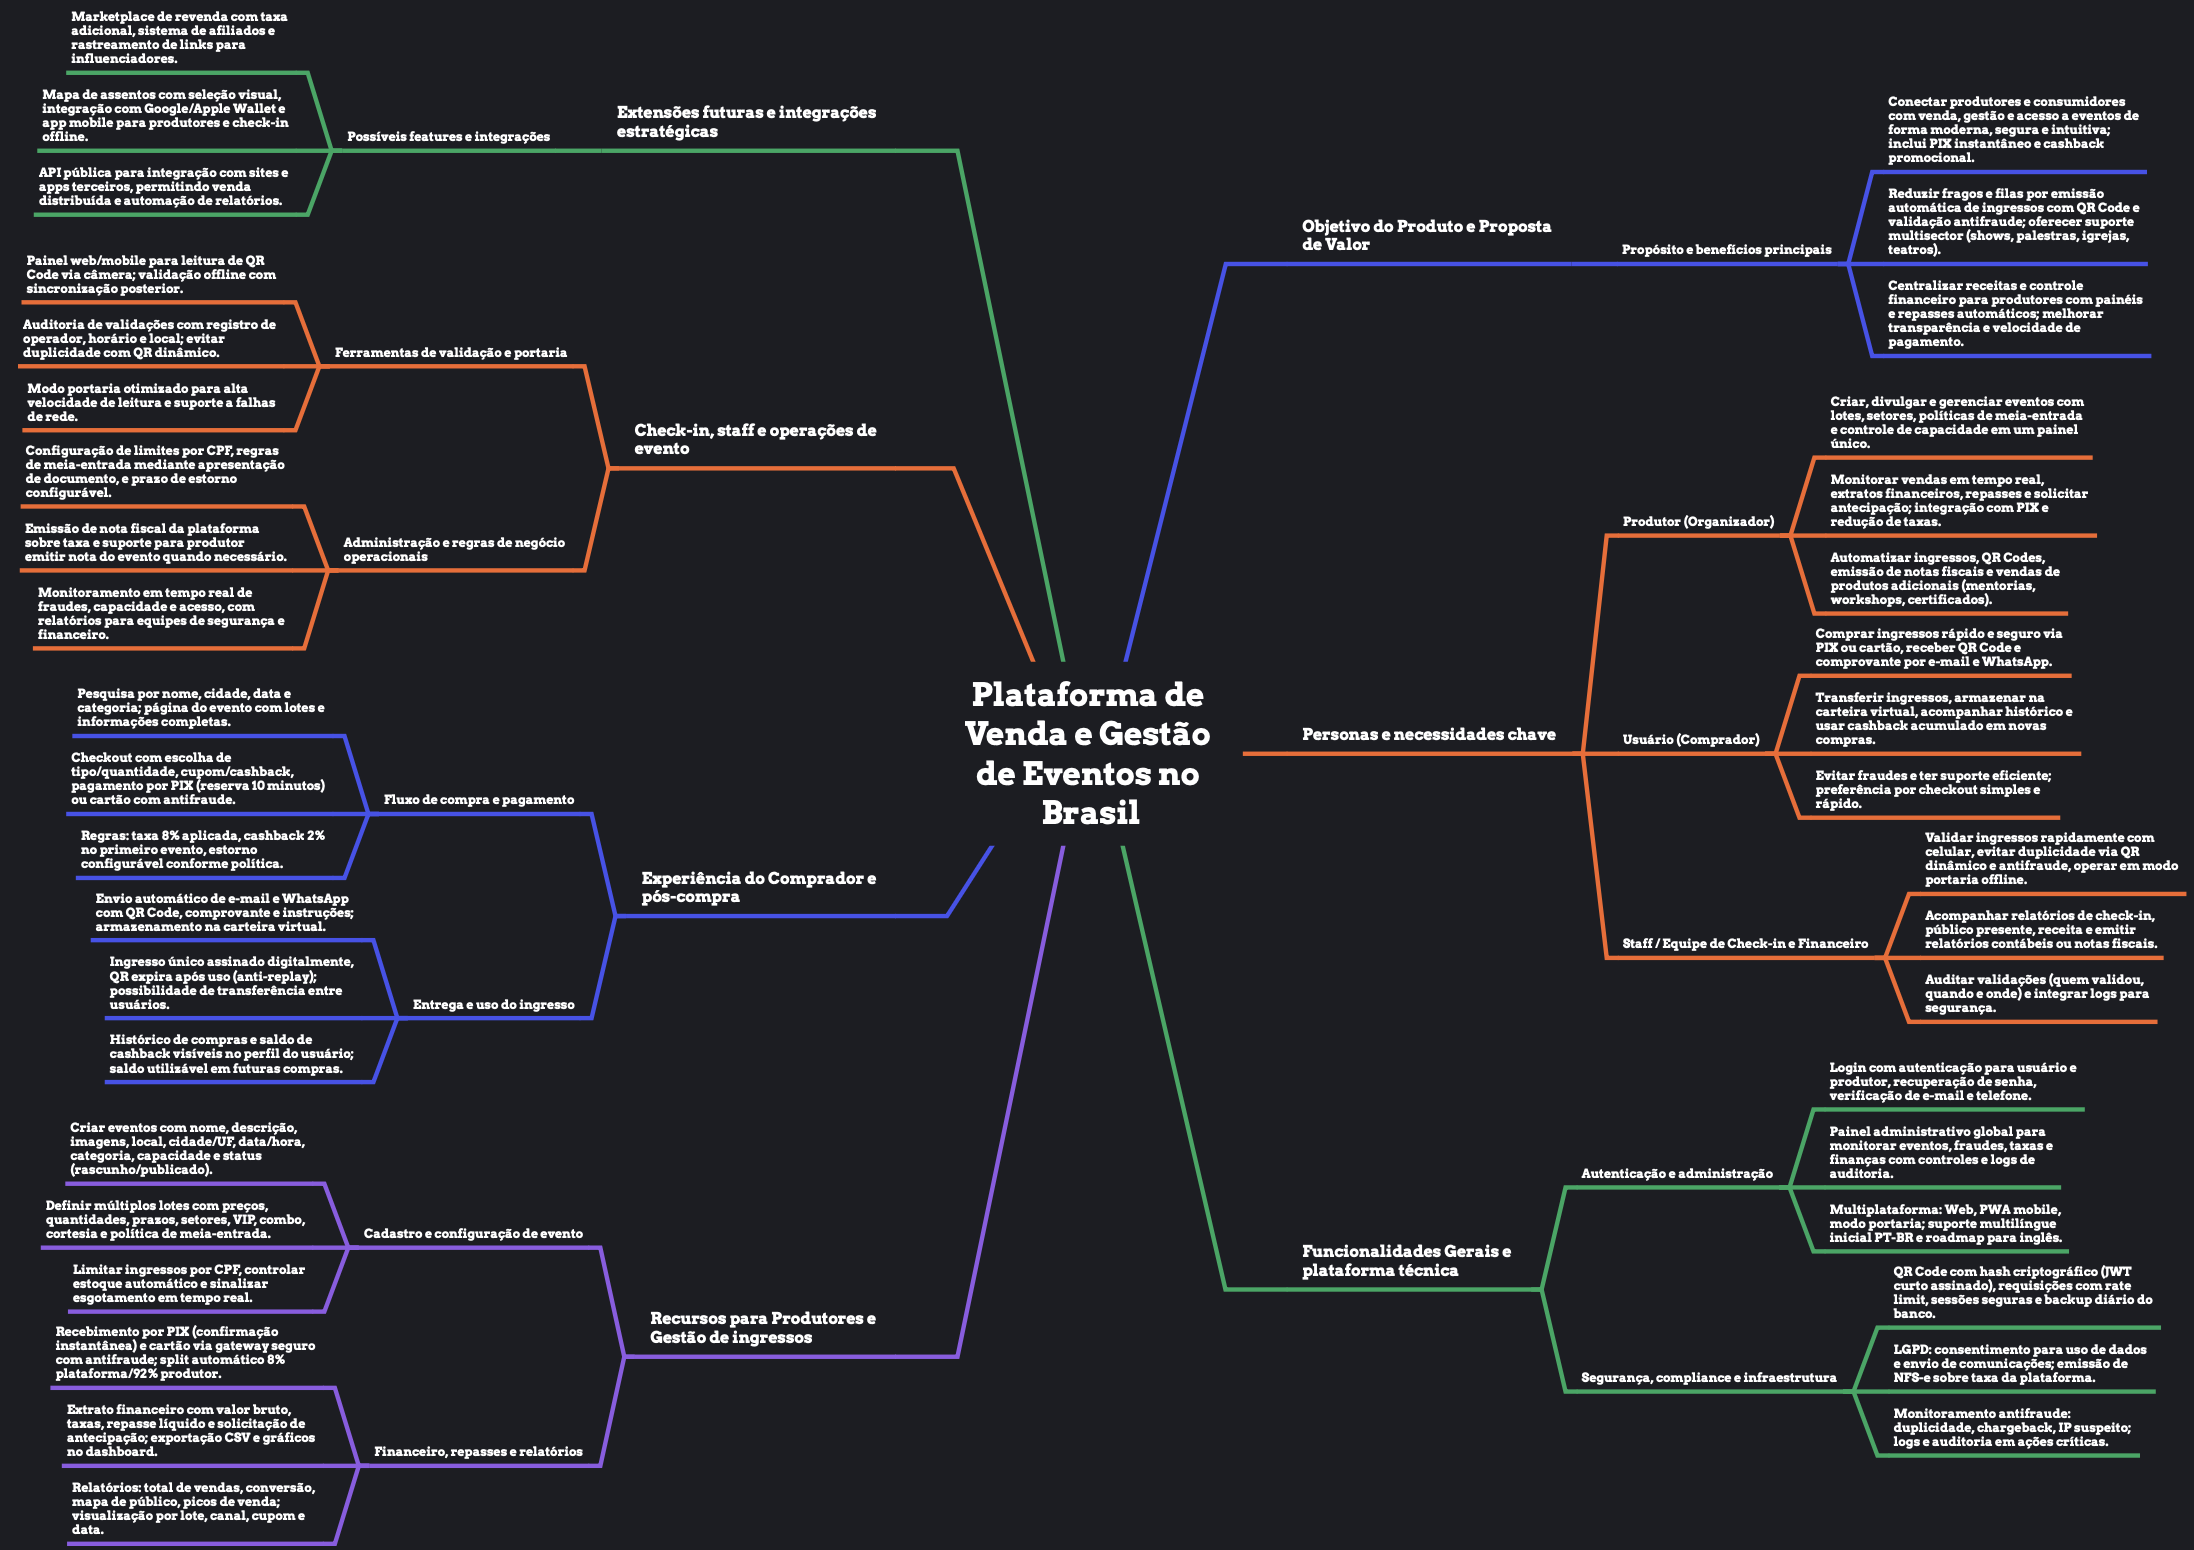 Plataforma de
Venda e Gestão
de Eventos no
Brasil
Objetivo do Produto e Proposta
de Valor
Propósito e benefícios principais
Conectar produtores e consumidores
com venda, gestão e acesso a eventos de
forma moderna, segura e intuitiva;
inclui PIX instantâneo e cashback
promocional.
Reduzir fragos e filas por emissão
automática de ingressos com QR Code e
validação antifraude; oferecer suporte
multisector (shows, palestras, igrejas,
teatros).
Centralizar receitas e controle
financeiro para produtores com painéis
e repasses automáticos; melhorar
transparência e velocidade de
pagamento.
Personas e necessidades chave
Produtor (Organizador)
Criar, divulgar e gerenciar eventos com
lotes, setores, políticas de meia-entrada
e controle de capacidade em um painel
único.
Monitorar vendas em tempo real,
extratos financeiros, repasses e solicitar
antecipação; integração com PIX e
redução de taxas.
Automatizar ingressos, QR Codes,
emissão de notas fiscais e vendas de
produtos adicionais (mentorias,
workshops, certificados).
Usuário (Comprador)
Comprar ingressos rápido e seguro via
PIX ou cartão, receber QR Code e
comprovante por e-mail e WhatsApp.
Transferir ingressos, armazenar na
carteira virtual, acompanhar histórico e
usar cashback acumulado em novas
compras.
Evitar fraudes e ter suporte eficiente;
preferência por checkout simples e
rápido.
Staff / Equipe de Check-in e Financeiro
Validar ingressos rapidamente com
celular, evitar duplicidade via QR
dinâmico e antifraude, operar em modo
portaria offline.
Acompanhar relatórios de check-in,
público presente, receita e emitir
relatórios contábeis ou notas fiscais.
Auditar validações (quem validou,
quando e onde) e integrar logs para
segurança.
Funcionalidades Gerais e
plataforma técnica
Autenticação e administração
Login com autenticação para usuário e
produtor, recuperação de senha,
verificação de e-mail e telefone.
Painel administrativo global para
monitorar eventos, fraudes, taxas e
finanças com controles e logs de
auditoria.
Multiplataforma: Web, PWA mobile,
modo portaria; suporte multilíngue
inicial PT-BR e roadmap para inglês.
Segurança, compliance e infraestrutura
QR Code com hash criptográfico (JWT
curto assinado), requisições com rate
limit, sessões seguras e backup diário do
banco.
LGPD: consentimento para uso de dados
e envio de comunicações; emissão de
NFS-e sobre taxa da plataforma.
Monitoramento antifraude:
duplicidade, chargeback, IP suspeito;
logs e auditoria em ações críticas.
Extensões futuras e integrações
estratégicas
Possíveis features e integrações
Marketplace de revenda com taxa
adicional, sistema de afiliados e
rastreamento de links para
influenciadores.
Mapa de assentos com seleção visual,
integração com Google/Apple Wallet e
app mobile para produtores e check-in
offline.
API pública para integração com sites e
apps terceiros, permitindo venda
distribuída e automação de relatórios.
Check-in, staff e operações de
evento
Ferramentas de validação e portaria
Painel web/mobile para leitura de QR
Code via câmera; validação offline com
sincronização posterior.
Auditoria de validações com registro de
operador, horário e local; evitar
duplicidade com QR dinâmico.
Modo portaria otimizado para alta
velocidade de leitura e suporte a falhas
de rede.
Administração e regras de negócio
operacionais
Configuração de limites por CPF, regras
de meia-entrada mediante apresentação
de documento, e prazo de estorno
configurável.
Emissão de nota fiscal da plataforma
sobre taxa e suporte para produtor
emitir nota do evento quando necessário.
Monitoramento em tempo real de
fraudes, capacidade e acesso, com
relatórios para equipes de segurança e
financeiro.
Experiência do Comprador e
pós-compra
Fluxo de compra e pagamento
Pesquisa por nome, cidade, data e
categoria; página do evento com lotes e
informações completas.
Checkout com escolha de
tipo/quantidade, cupom/cashback,
pagamento por PIX (reserva 10 minutos)
ou cartão com antifraude.
Regras: taxa 8% aplicada, cashback 2%
no primeiro evento, estorno
configurável conforme política.
Entrega e uso do ingresso
Envio automático de e-mail e WhatsApp
com QR Code, comprovante e instruções;
armazenamento na carteira virtual.
Ingresso único assinado digitalmente,
QR expira após uso (anti-replay);
possibilidade de transferência entre
usuários.
Histórico de compras e saldo de
cashback visíveis no perfil do usuário;
saldo utilizável em futuras compras.
Recursos para Produtores e
Gestão de ingressos
Cadastro e configuração de evento
Criar eventos com nome, descrição,
imagens, local, cidade/UF, data/hora,
categoria, capacidade e status
(rascunho/publicado).
Definir múltiplos lotes com preços,
quantidades, prazos, setores, VIP, combo,
cortesia e política de meia-entrada.
Limitar ingressos por CPF, controlar
estoque automático e sinalizar
esgotamento em tempo real.
Financeiro, repasses e relatórios
Recebimento por PIX (confirmação
instantânea) e cartão via gateway seguro
com antifraude; split automático 8%
plataforma/92% produtor.
Extrato financeiro com valor bruto,
taxas, repasse líquido e solicitação de
antecipação; exportação CSV e gráficos
no dashboard.
Relatórios: total de vendas, conversão,
mapa de público, picos de venda;
visualização por lote, canal, cupom e
data.